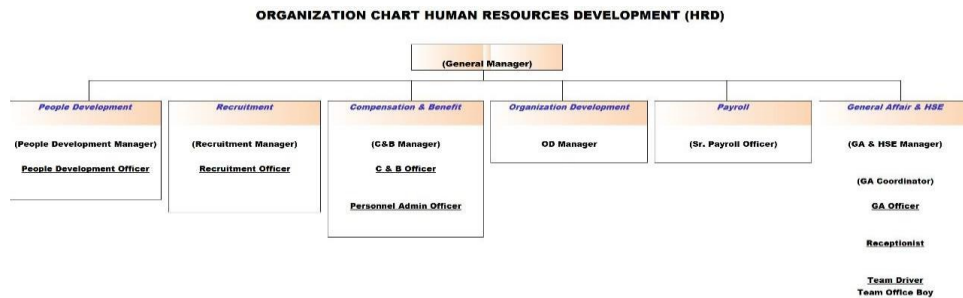 ORGANIZATION CHART HUMAN RESOURCES DEVELOPMENT (HRD)
(General Manager)
People Development
(People Development Manager)
People Development Officer
Recruitment
(Recruitment Manager)
Recruitment Officer
Compensation & Benefit
(C&B Manager)
C & B Officer
Personnel Admin Officer
Organization Development
OD Manager
Payroll
(Sr. Payroll Officer)
General Affair & HSE
(GA & HSE Manager)
(GA Coordinator)
GA Officer
Receptionist
Team Driver
Team Office Boy